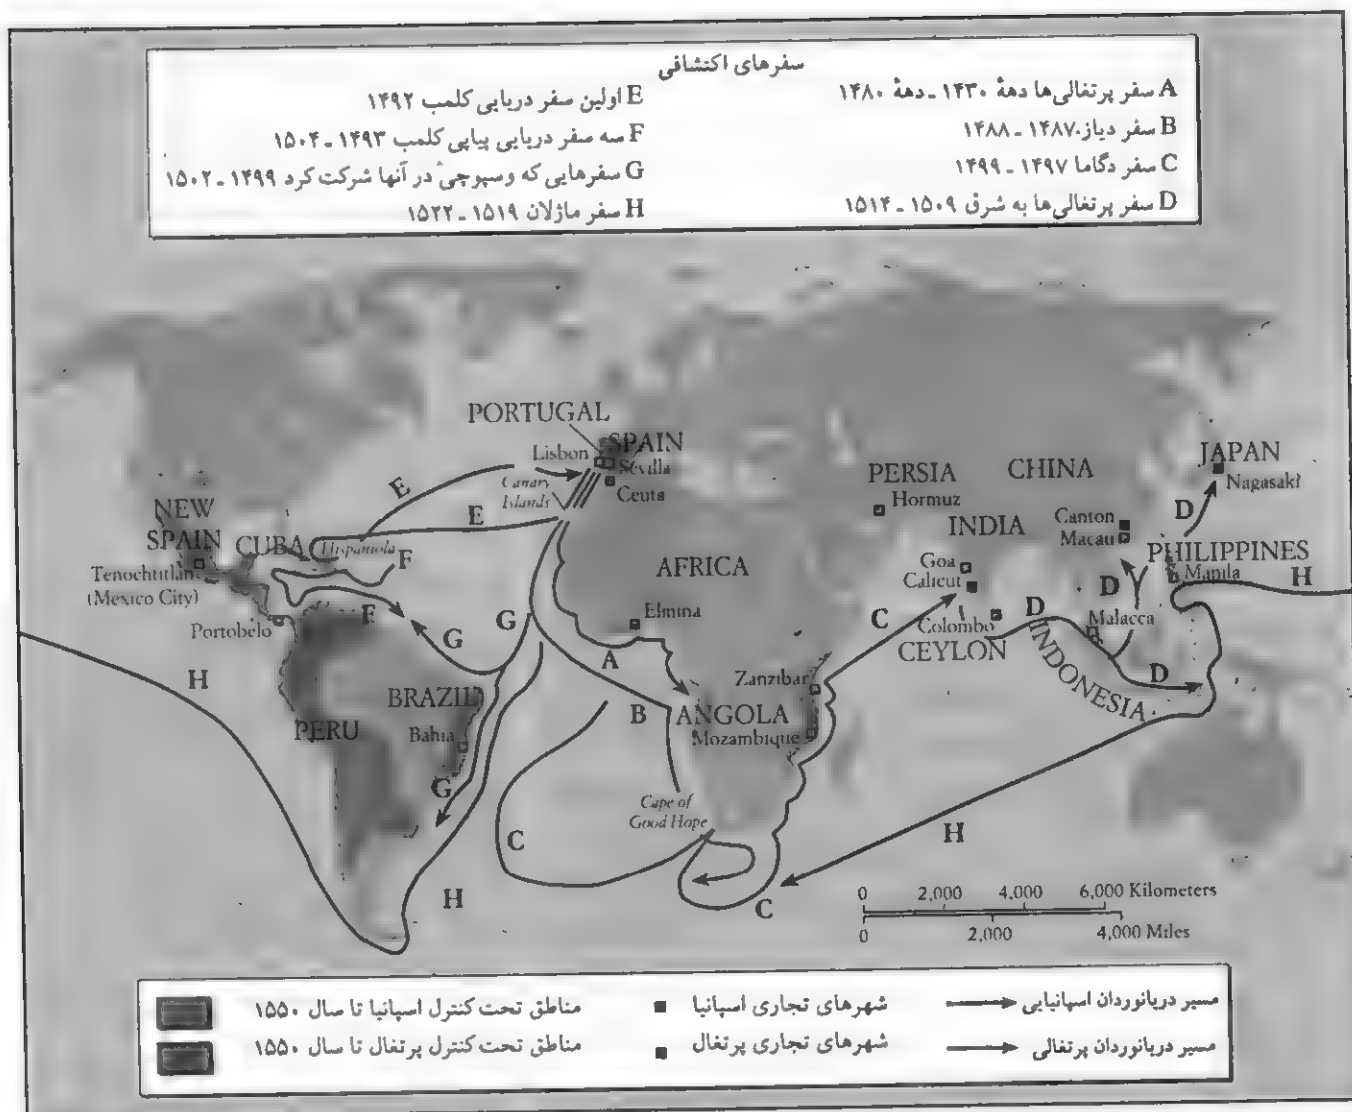 سفرهای اکتشافی
A سفر پرتغالی‌ها دههٔ ۱۴۳۰ ـ دههٔ ۱۴۸۰
B سفر دیاز ۱۴۸۷ ـ ۱۴۸۸
C سفر دگاما ۱۴۹۷ ـ ۱۴۹۹
D سفر پرتغالی‌ها به شرق ۱۵۰۹ ـ ۱۵۱۴
E اولین سفر دریایی کلمب ۱۴۹۲
F سه سفر دریایی پیاپی کلمب ۱۴۹۳ ـ ۱۵۰۴
G سفرهایی که وسپوچی در آنها شرکت کرد ۱۴۹۹ ـ ۱۵۰۲
H سفر ماژلان ۱۵۱۹ ـ ۱۵۲۲
PORTUGAL
Lisbon
SPAIN
Sevilla
Ceuta
Canary
Islands
E
E
NEW
SPAIN
CUBA
Hispaniola
Tenochtitlán
(Mexico City)
Portobelo
F
F
G
G
H
BRAZIL
Bahia
PERU
G
H
AFRICA
Elmina
A
B
ANGOLA
Zanzibar
Mozambique
Cape of
Good Hope
C
C
C
PERSIA
Hormuz
INDIA
Goa
Calicut
Colombo
CEYLON
CHINA
Canton
Macau
JAPAN
Nagasaki
D
PHILIPPINES
Manila
H
D
D
Malacca
INDONESIA
D
H
0 2,000 4,000 6,000 Kilometers
0 2,000 4,000 Miles
مسیر دریانوردان اسپانیایی
مسیر دریانوردان پرتغالی
شهرهای تجاری اسپانیا
شهرهای تجاری پرتغال
مناطق تحت کنترل اسپانیا تا سال ۱۵۵۰
مناطق تحت کنترل پرتغال تا سال ۱۵۵۰